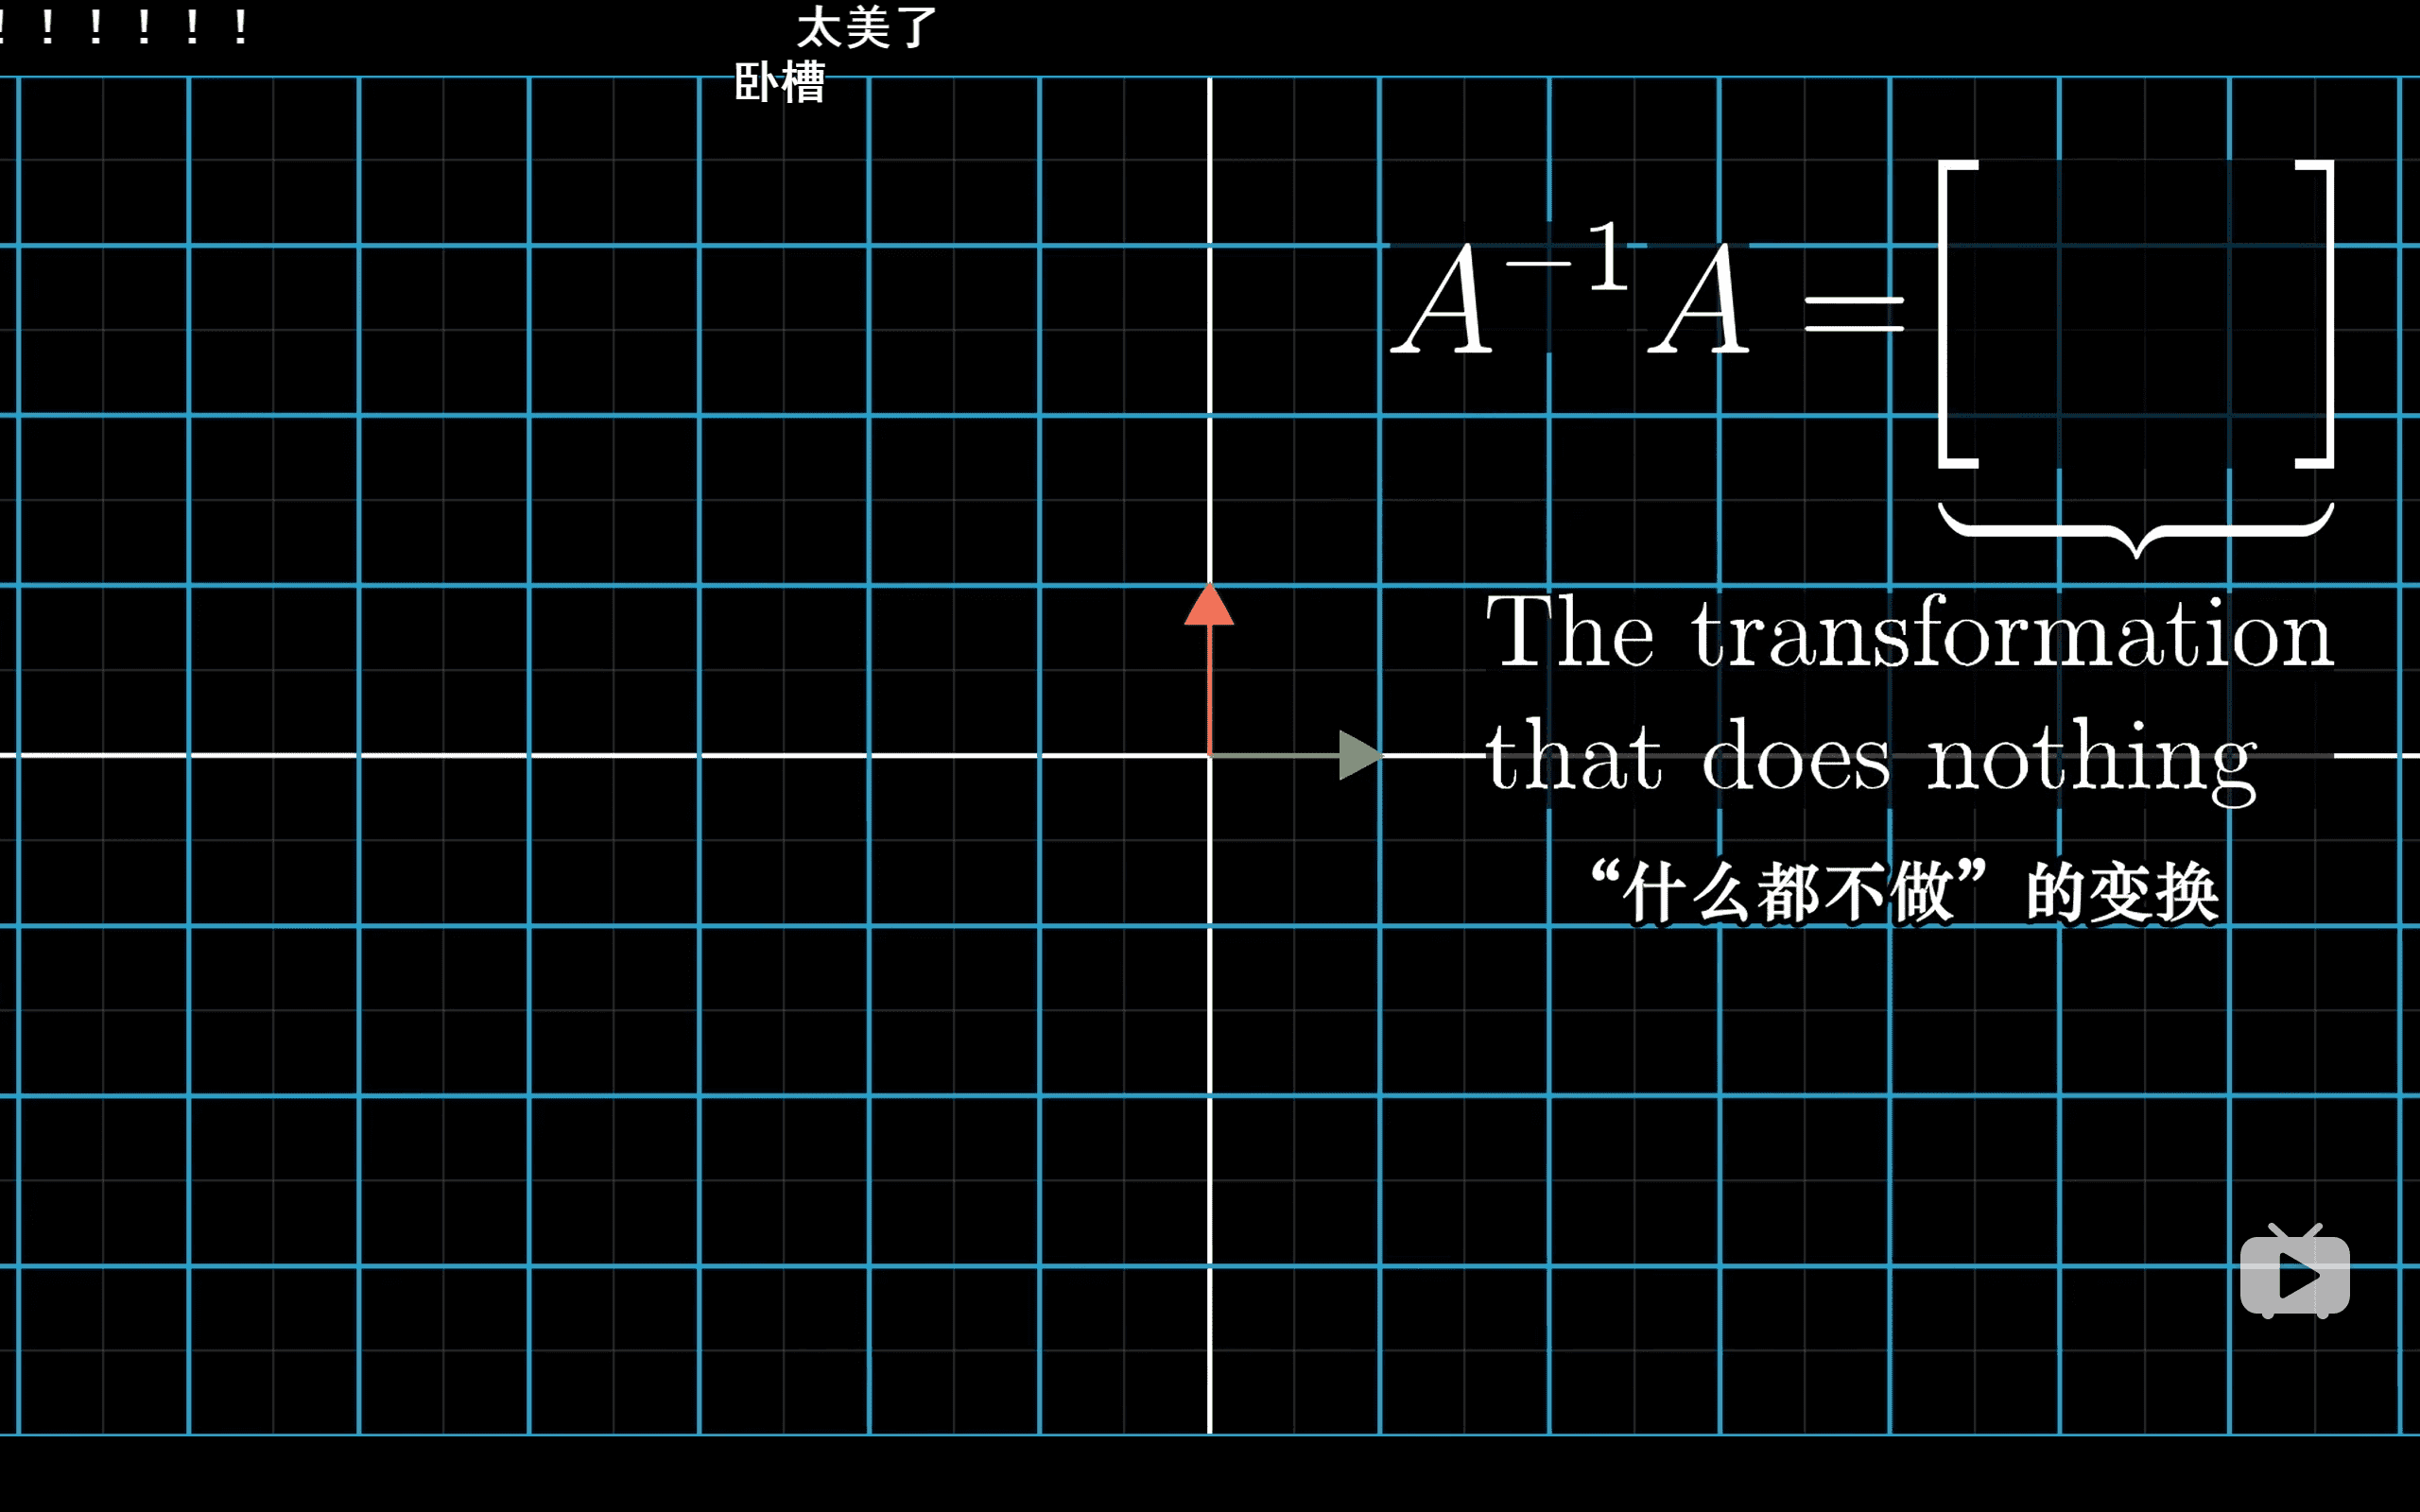 ！！！！！！
太美了
卧槽
A⁻¹A = [ ]
The transformation
that does nothing
“什么都不做”的变换